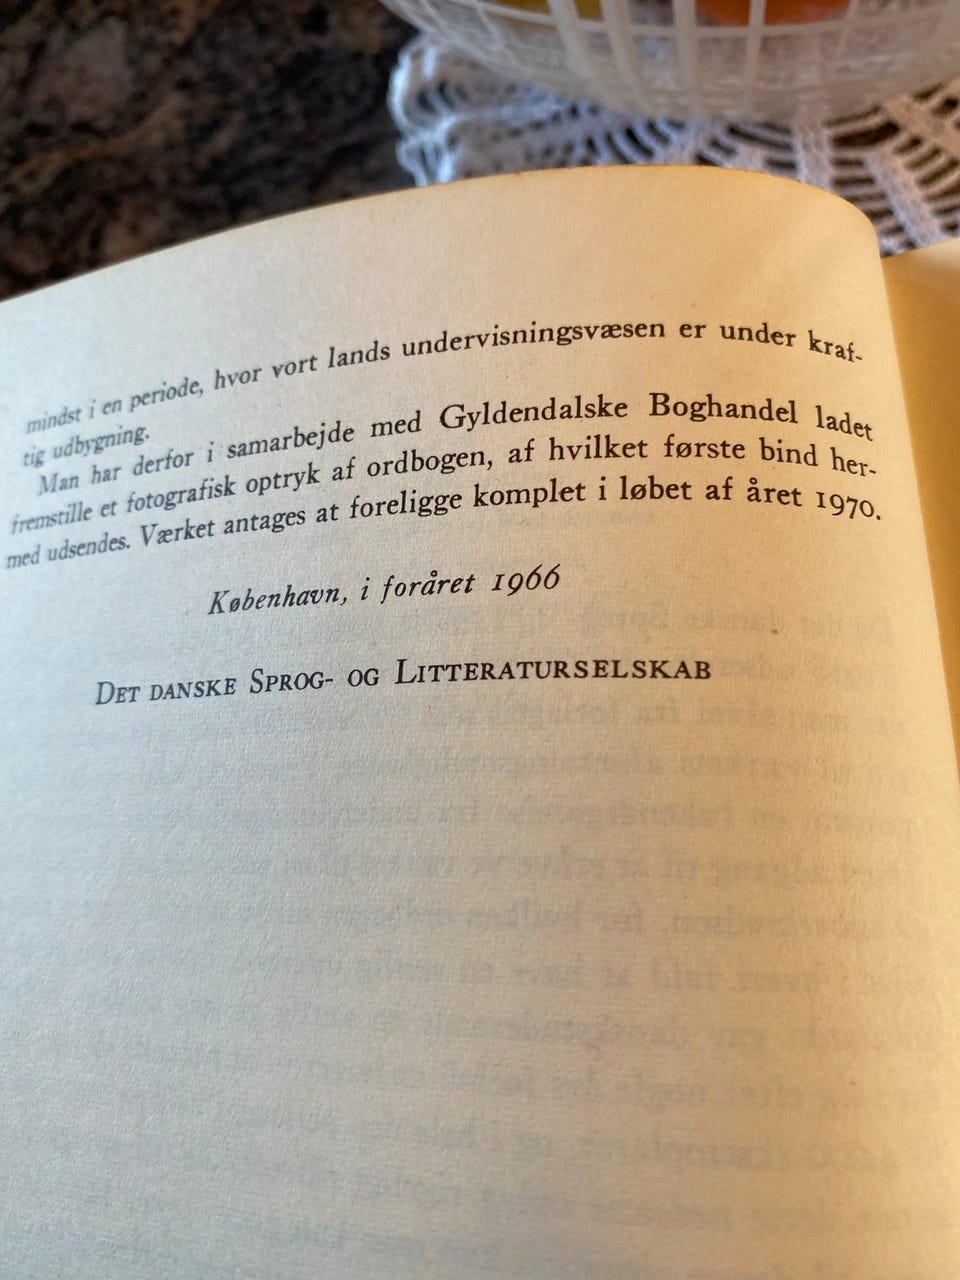 mindst i en periode, hvor vort lands undervisningsvæsen er under kraf-
tig udbygning.
Man har derfor i samarbejde med Gyldendalske Boghandel ladet
fremstille et fotografisk optryk af ordbogen, af hvilket første bind her-
med udsendes. Værket antages at foreligge komplet i løbet af året 1970.
København, i foråret 1966
DET DANSKE SPROG- OG LITTERATURSELSKAB